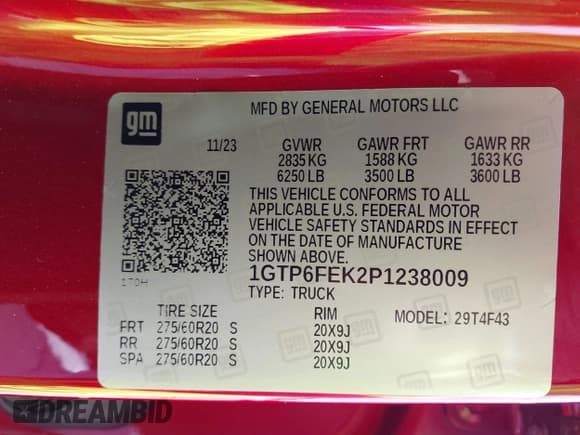 gm
MFD BY GENERAL MOTORS LLC
11/23 GVWR GAWR FRT GAWR RR
2835 KG 1588 KG 1633 KG
6250 LB 3500 LB 3600 LB
THIS VEHICLE CONFORMS TO ALL
APPLICABLE U.S. FEDERAL MOTOR
VEHICLE SAFETY STANDARDS IN EFFECT
ON THE DATE OF MANUFACTURE
SHOWN ABOVE.
1GTP6FEK2P1238009
TYPE: TRUCK
TIRE SIZE RIM MODEL: 29T4F43
FRT 275/60R20 S 20X9J
RR 275/60R20 S 20X9J
SPA 275/60R20 S 20X9J
DREAMBID